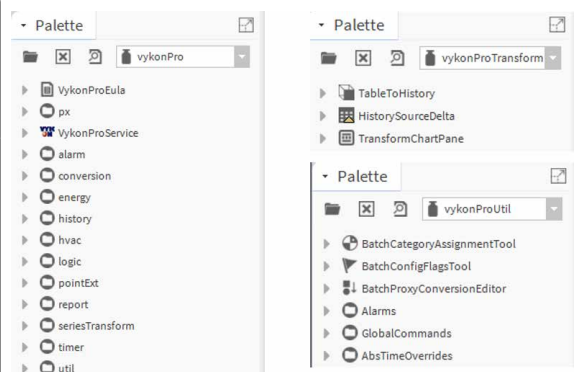 Palette
vykonPro
VykonProEula
px
VykonProService
alarm
conversion
energy
history
hvac
logic
pointExt
report
seriesTransform
timer
util
Palette
vykonProTransform
TableToHistory
HistorySourceDelta
TransformChartPane
Palette
vykonProUtil
BatchCategoryAssignmentTool
BatchConfigFlagsTool
BatchProxyConversionEditor
Alarms
GlobalCommands
AbsTimeOverrides